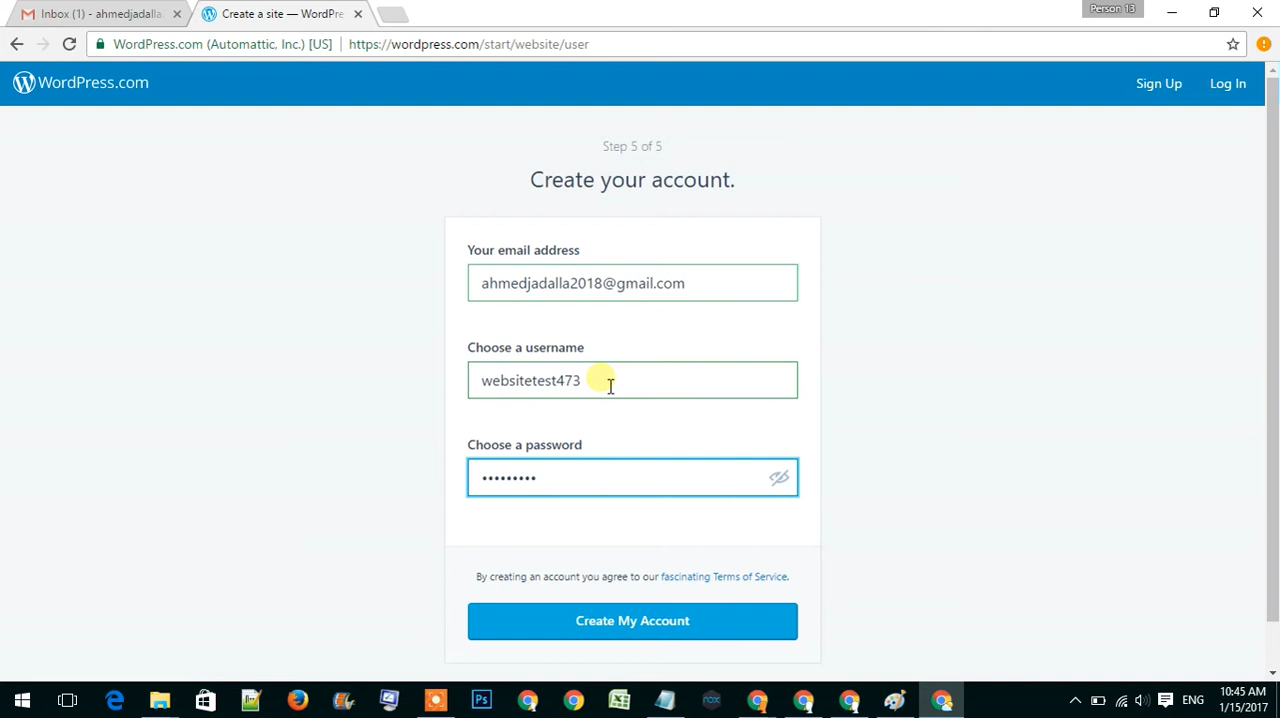 Inbox (1) - ahmedjadalla
Create a site — WordPre
Person 13
WordPress.com (Automattic, Inc.) [US]
https://wordpress.com/start/website/user
WordPress.com
Sign Up
Log In
Step 5 of 5
Create your account.
Your email address
ahmedjadalla2018@gmail.com
Choose a username
websitetest473
Choose a password
•••••••••
By creating an account you agree to our fascinating Terms of Service.
Create My Account
ENG
10:45 AM
1/15/2017